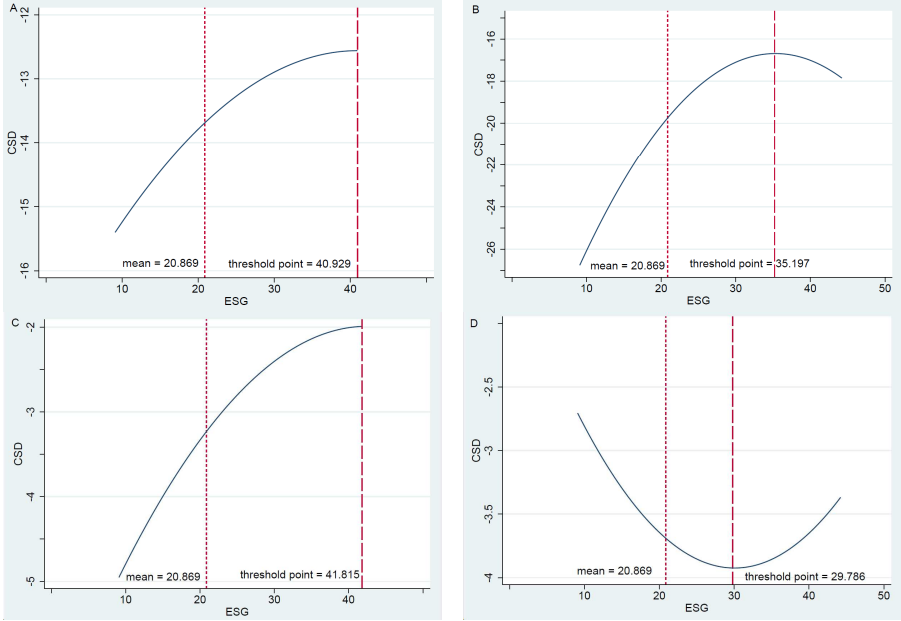 A
-12
-13
-14
-15
-16
CSD
mean = 20.869
threshold point = 40.929
10
20
30
40
ESG
B
-16
-18
-20
-22
-24
-26
CSD
mean = 20.869
threshold point = 35.197
10
20
30
40
50
ESG
C
-2
-3
-4
-5
CSD
mean = 20.869
threshold point = 41.815
10
20
30
40
ESG
D
-2.5
-3
-3.5
-4
CSD
mean = 20.869
threshold point = 29.786
10
20
30
40
50
ESG